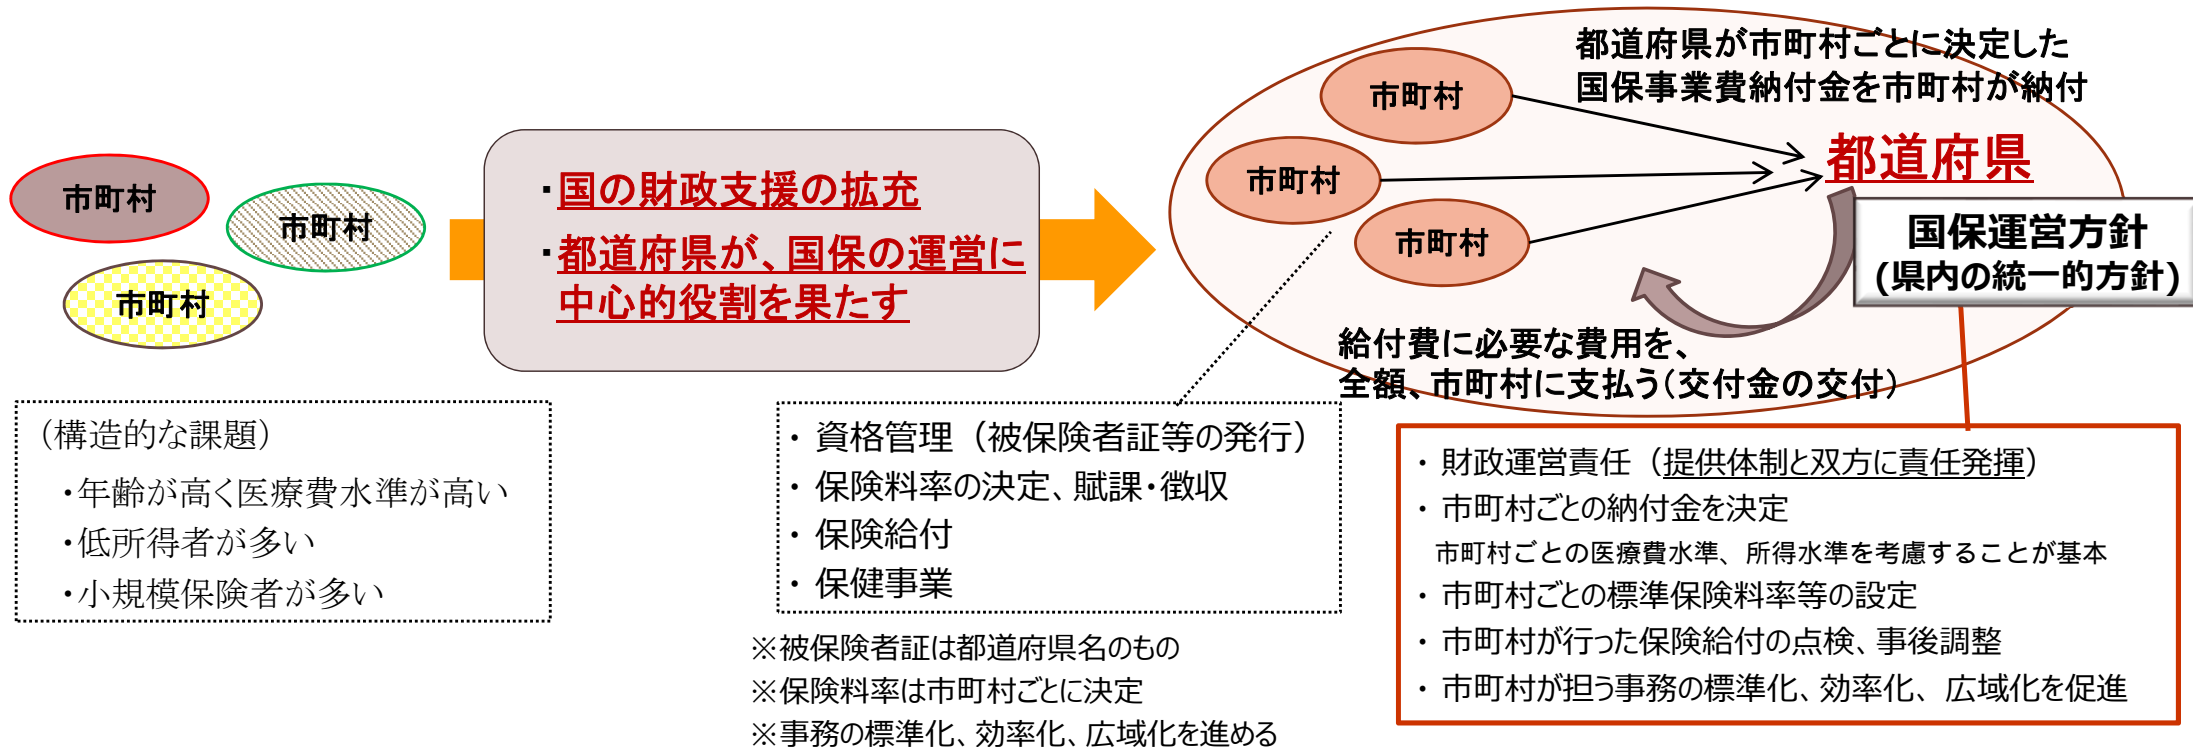 市町村
市町村
市町村
（構造的な課題）
・年齢が高く医療費水準が高い
・低所得者が多い
・小規模保険者が多い
・国の財政支援の拡充
・都道府県が、国保の運営に
中心的役割を果たす
都道府県が市町村ごとに決定した
国保事業費納付金を市町村が納付
市町村
市町村
市町村
都道府県
国保運営方針
(県内の統一的方針)
給付費に必要な費用を、
全額、市町村に支払う（交付金の交付）
・ 資格管理（被保険者証等の発行）
・ 保険料率の決定、賦課・徴収
・ 保険給付
・ 保健事業
※被保険者証は都道府県名のもの
※保険料率は市町村ごとに決定
※事務の標準化、効率化、広域化を進める
・ 財政運営責任（提供体制と双方に責任発揮）
・ 市町村ごとの納付金を決定
市町村ごとの医療費水準、所得水準を考慮することが基本
・ 市町村ごとの標準保険料率等の設定
・ 市町村が行った保険給付の点検、事後調整
・ 市町村が担う事務の標準化、効率化、広域化を促進